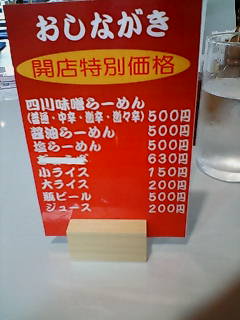 おしながき
開店特別価格
四川味噌らーめん
(普通・中辛・激辛・激々辛) 500円
醤油らーめん 500円
塩らーめん 500円
630円
小ライス 150円
大ライス 200円
瓶ビール 500円
ジュース 200円